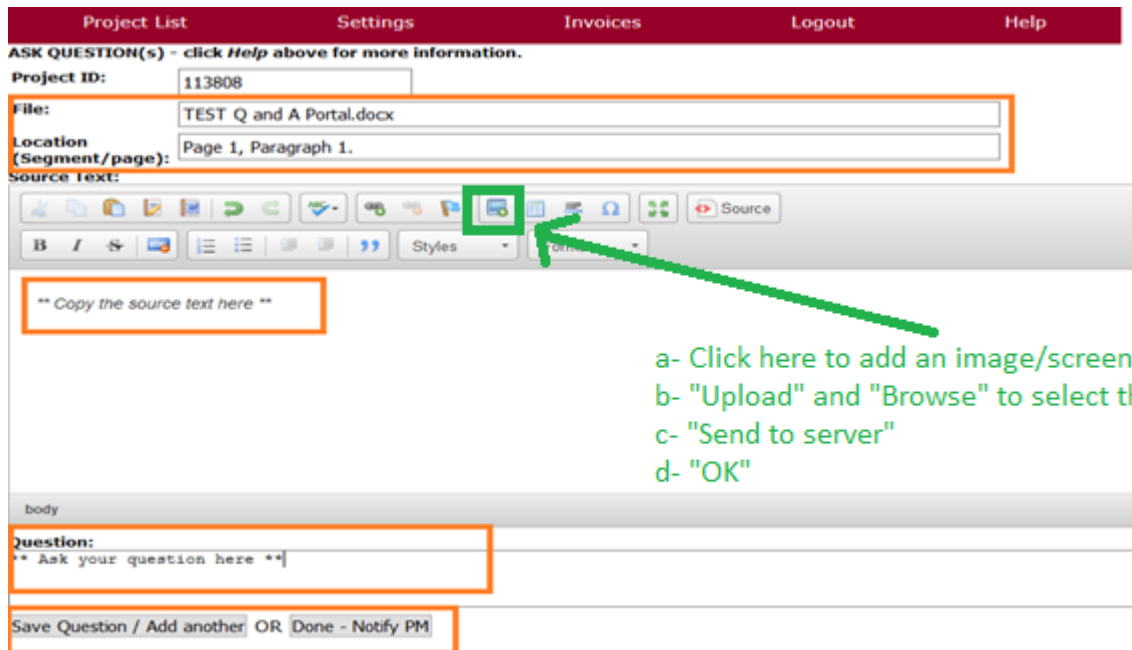 Project List Settings Invoices Logout Help
ASK QUESTION(s) - click Help above for more information.
Project ID: 113808
File: TEST Q and A Portal.docx
Location
(Segment/page): Page 1, Paragraph 1.
Source Text:
Source
B I S Styles
** Copy the source text here **
a- Click here to add an image/screen
b- "Upload" and "Browse" to select th
c- "Send to server"
d- "OK"
body
Question:
** Ask your question here **
Save Question / Add another OR Done - Notify PM